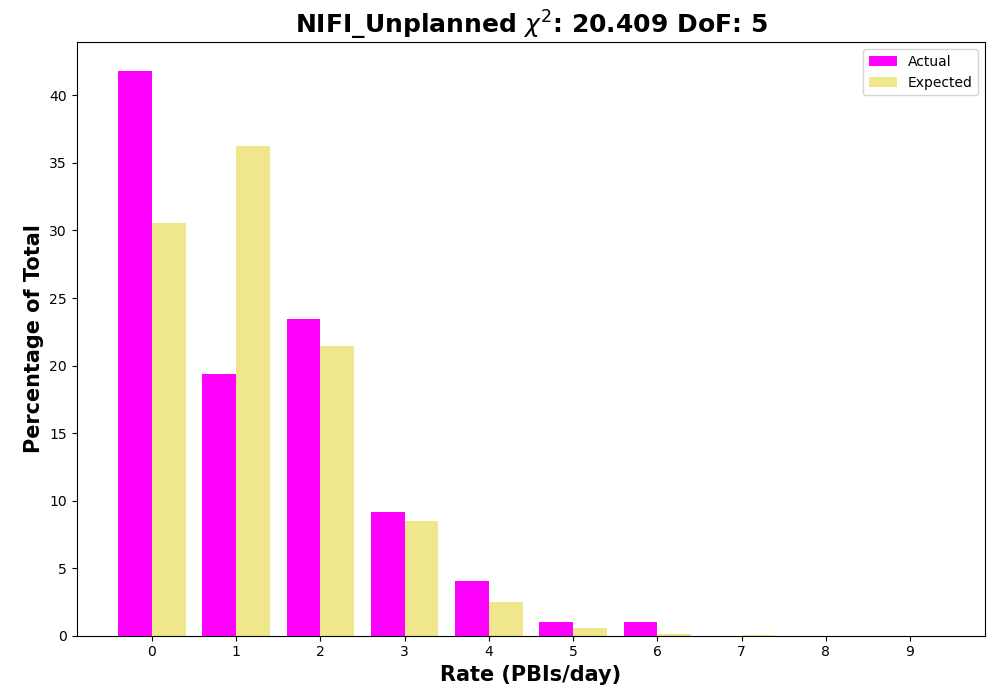 NIFI_Unplanned χ²: 20.409 DoF: 5
Actual
Expected
Percentage of Total
40
35
30
25
20
15
10
5
0
0 1 2 3 4 5 6 7 8 9
Rate (PBIs/day)